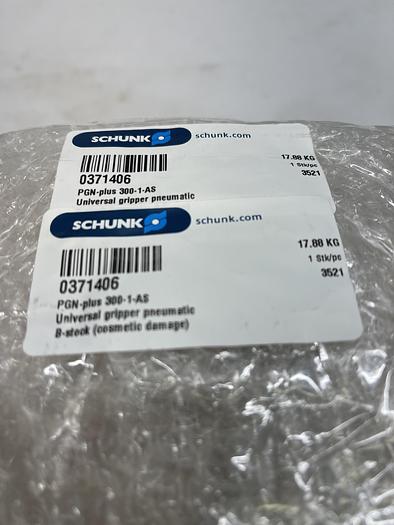 SCHUNK schunk.com
17.88 KG
0371406 1 Stk/pc
PGN-plus 300-1-AS 3521
Universal gripper pneumatic
SCHUNK schunk.com
17.88 KG
0371406 1 Stk/pc
PGN-plus 300-1-AS 3521
Universal gripper pneumatic
B-stock (cosmetic damage)